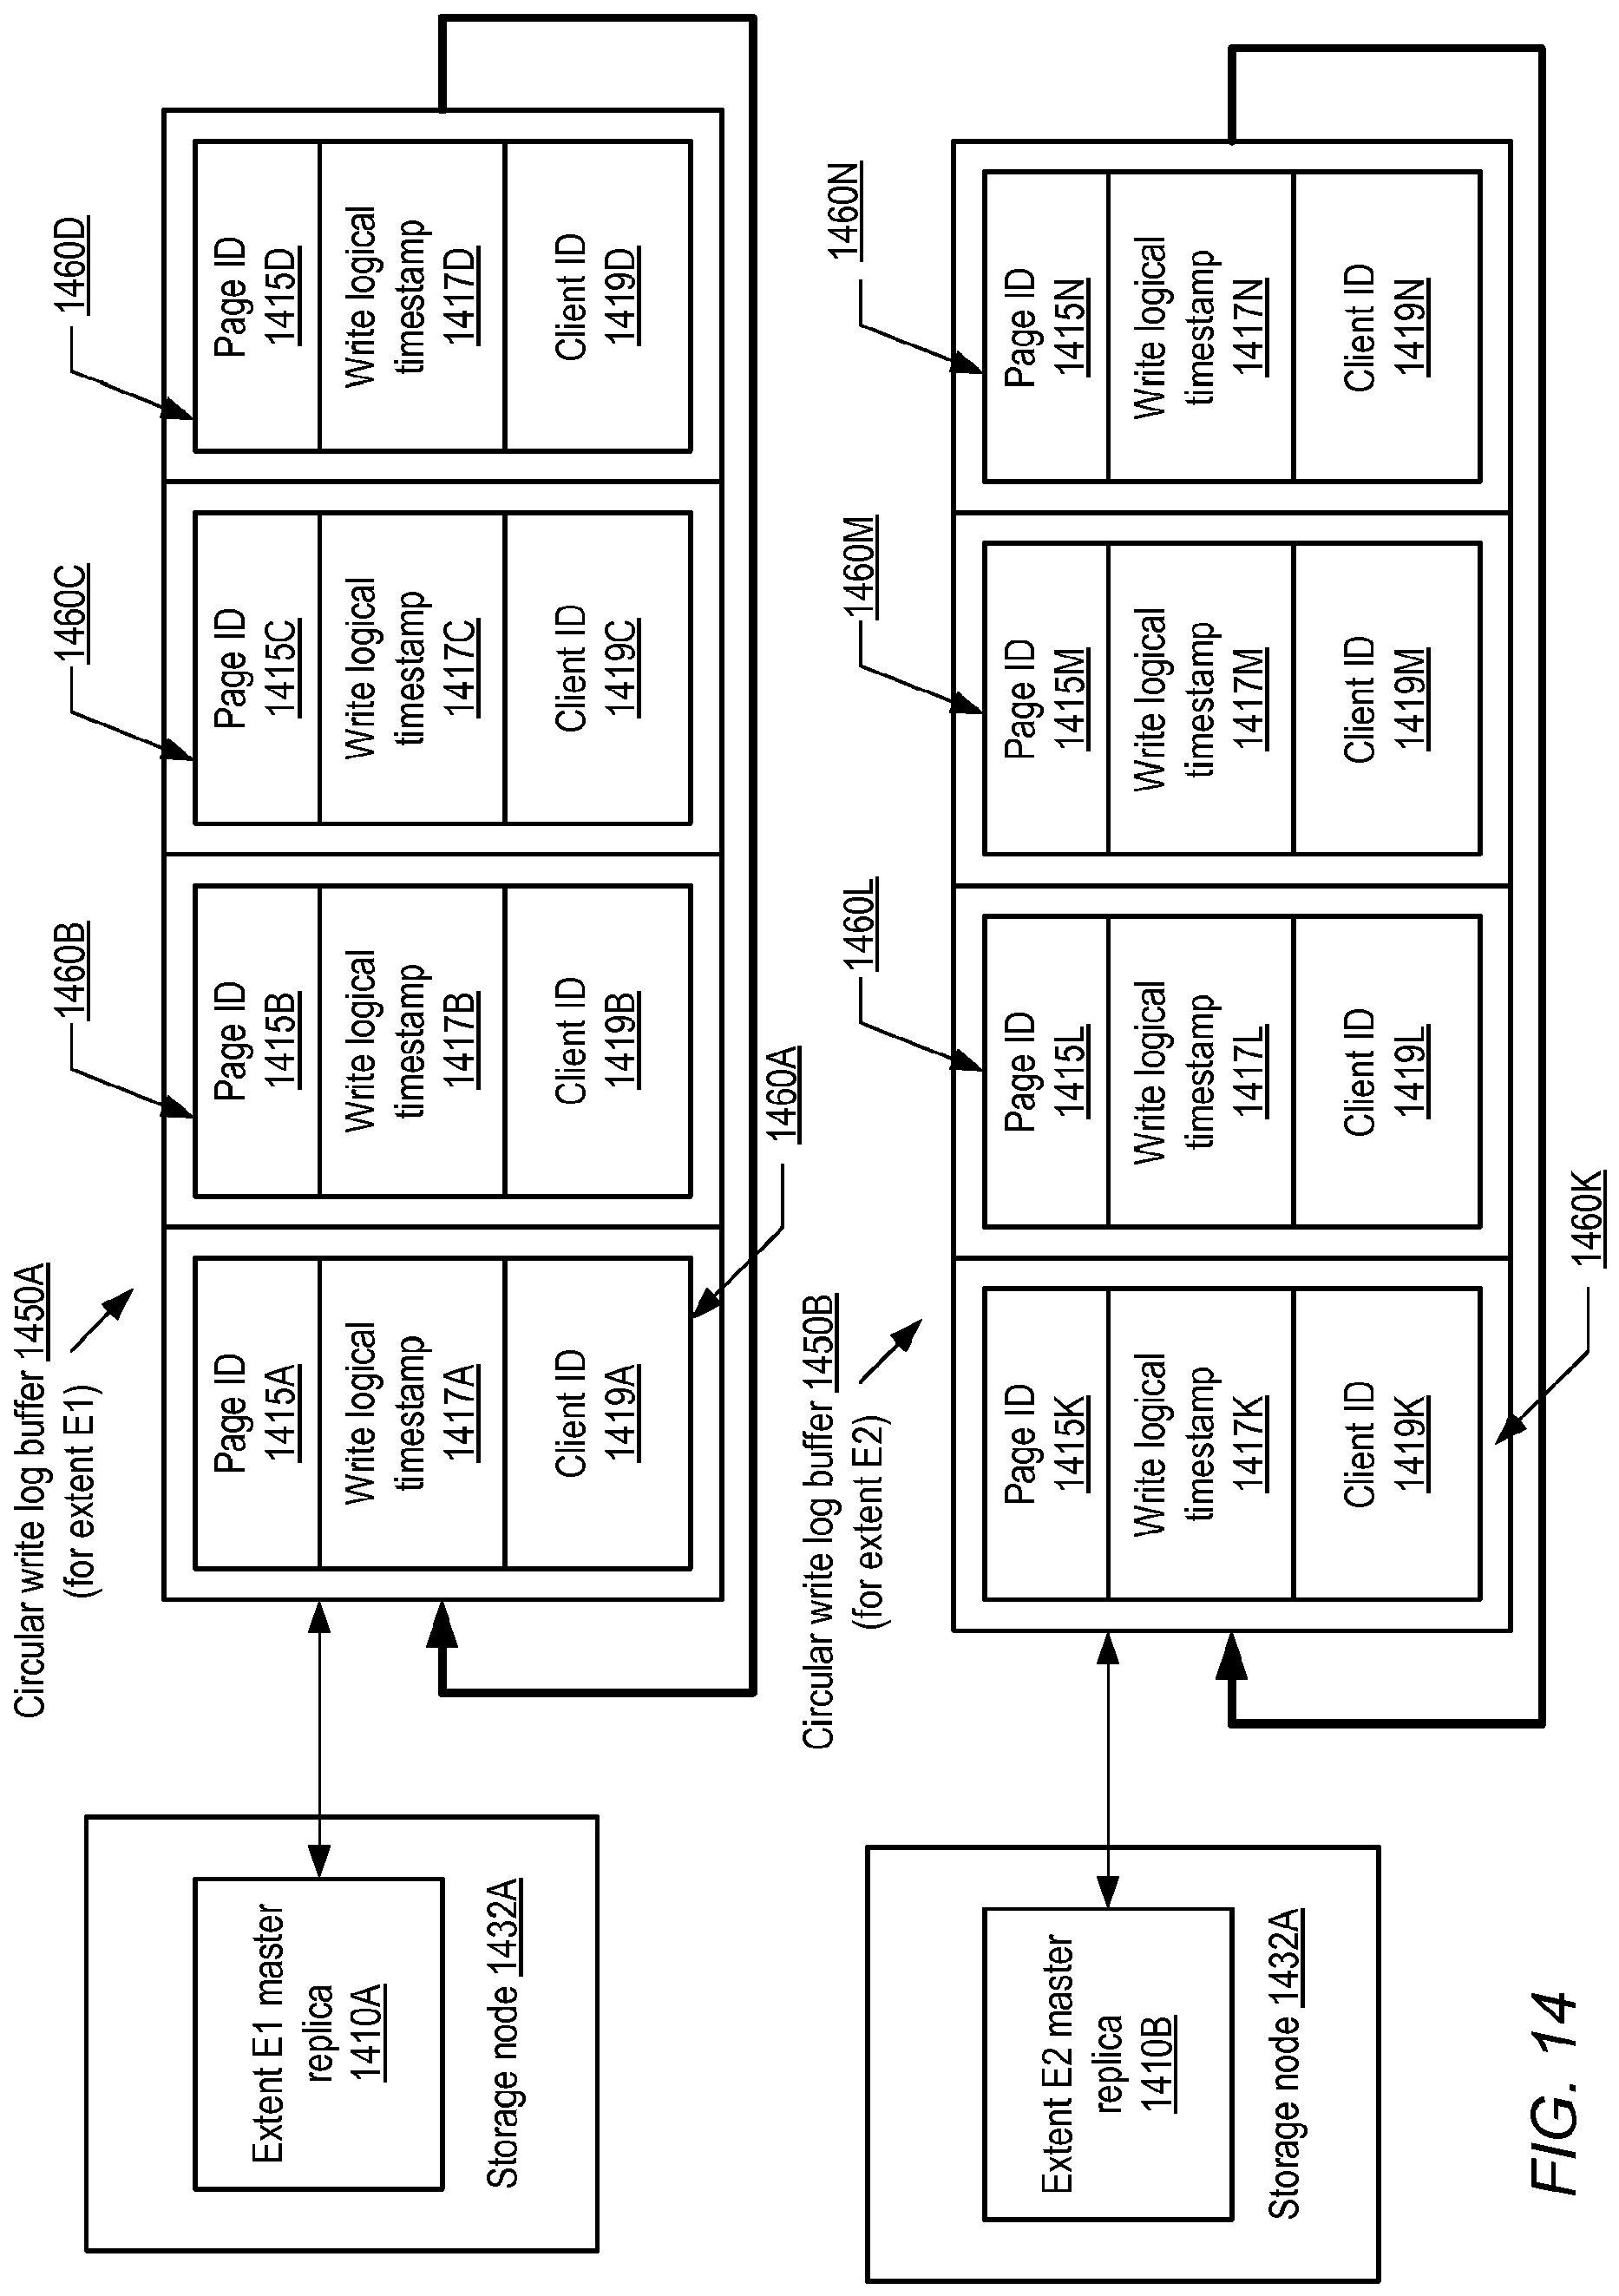 Circular write log buffer 1450A
(for extent E1)
1460B
1460C
1460D
Extent E1 master
replica
1410A
Storage node 1432A
Page ID
1415A
Write logical
timestamp
1417A
Client ID
1419A
Page ID
1415B
Write logical
timestamp
1417B
Client ID
1419B
Page ID
1415C
Write logical
timestamp
1417C
Client ID
1419C
Page ID
1415D
Write logical
timestamp
1417D
Client ID
1419D
1460A
Circular write log buffer 1450B
(for extent E2)
1460L
1460M
1460N
Extent E2 master
replica
1410B
Storage node 1432A
Page ID
1415K
Write logical
timestamp
1417K
Client ID
1419K
Page ID
1415L
Write logical
timestamp
1417L
Client ID
1419L
Page ID
1415M
Write logical
timestamp
1417M
Client ID
1419M
Page ID
1415N
Write logical
timestamp
1417N
Client ID
1419N
1460K
FIG. 14